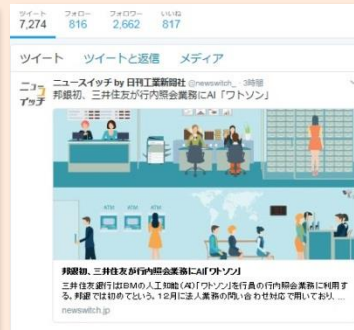 ツイート フォロー フォロワー いいね
7,274 816 2,662 817
ツイート ツイートと返信 メディア
ニュースイッチ by 日刊工業新聞社 @newswitch_ · 3時間
邦銀初、三井住友が行内照会業務にAI「ワトソン」
ニュースイッチ
ATM ATM ATM
邦銀初、三井住友が行内照会業務にAI「ワトソン」
三井住友銀行はIBMの人工知能（AI）「ワトソン」を行員の行内照会業務に利用す
る。邦銀では初めてという。12月に法人業務の問い合わせ対応で用いており、...
newswitch.jp